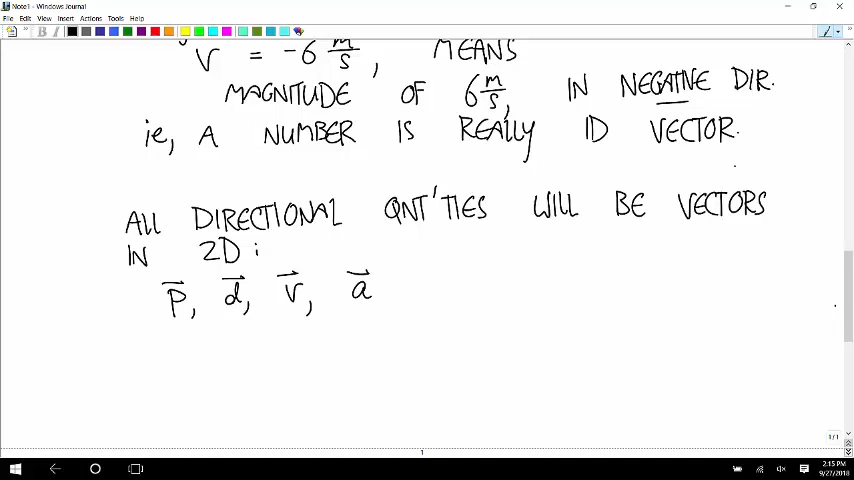 Note1 - Windows Journal
File Edit View Insert Actions Tools Help
B I
V = -6 m/s, MEANS
MAGNITUDE OF 6 m/s, IN NEGATIVE DIR.
ie, A NUMBER IS REALLY 1D VECTOR.
ALL DIRECTIONAL QNT'TIES WILL BE VECTORS
IN 2D:
p⃗, d⃗, v⃗, a⃗
1
1/1
2:15 PM
9/27/2018